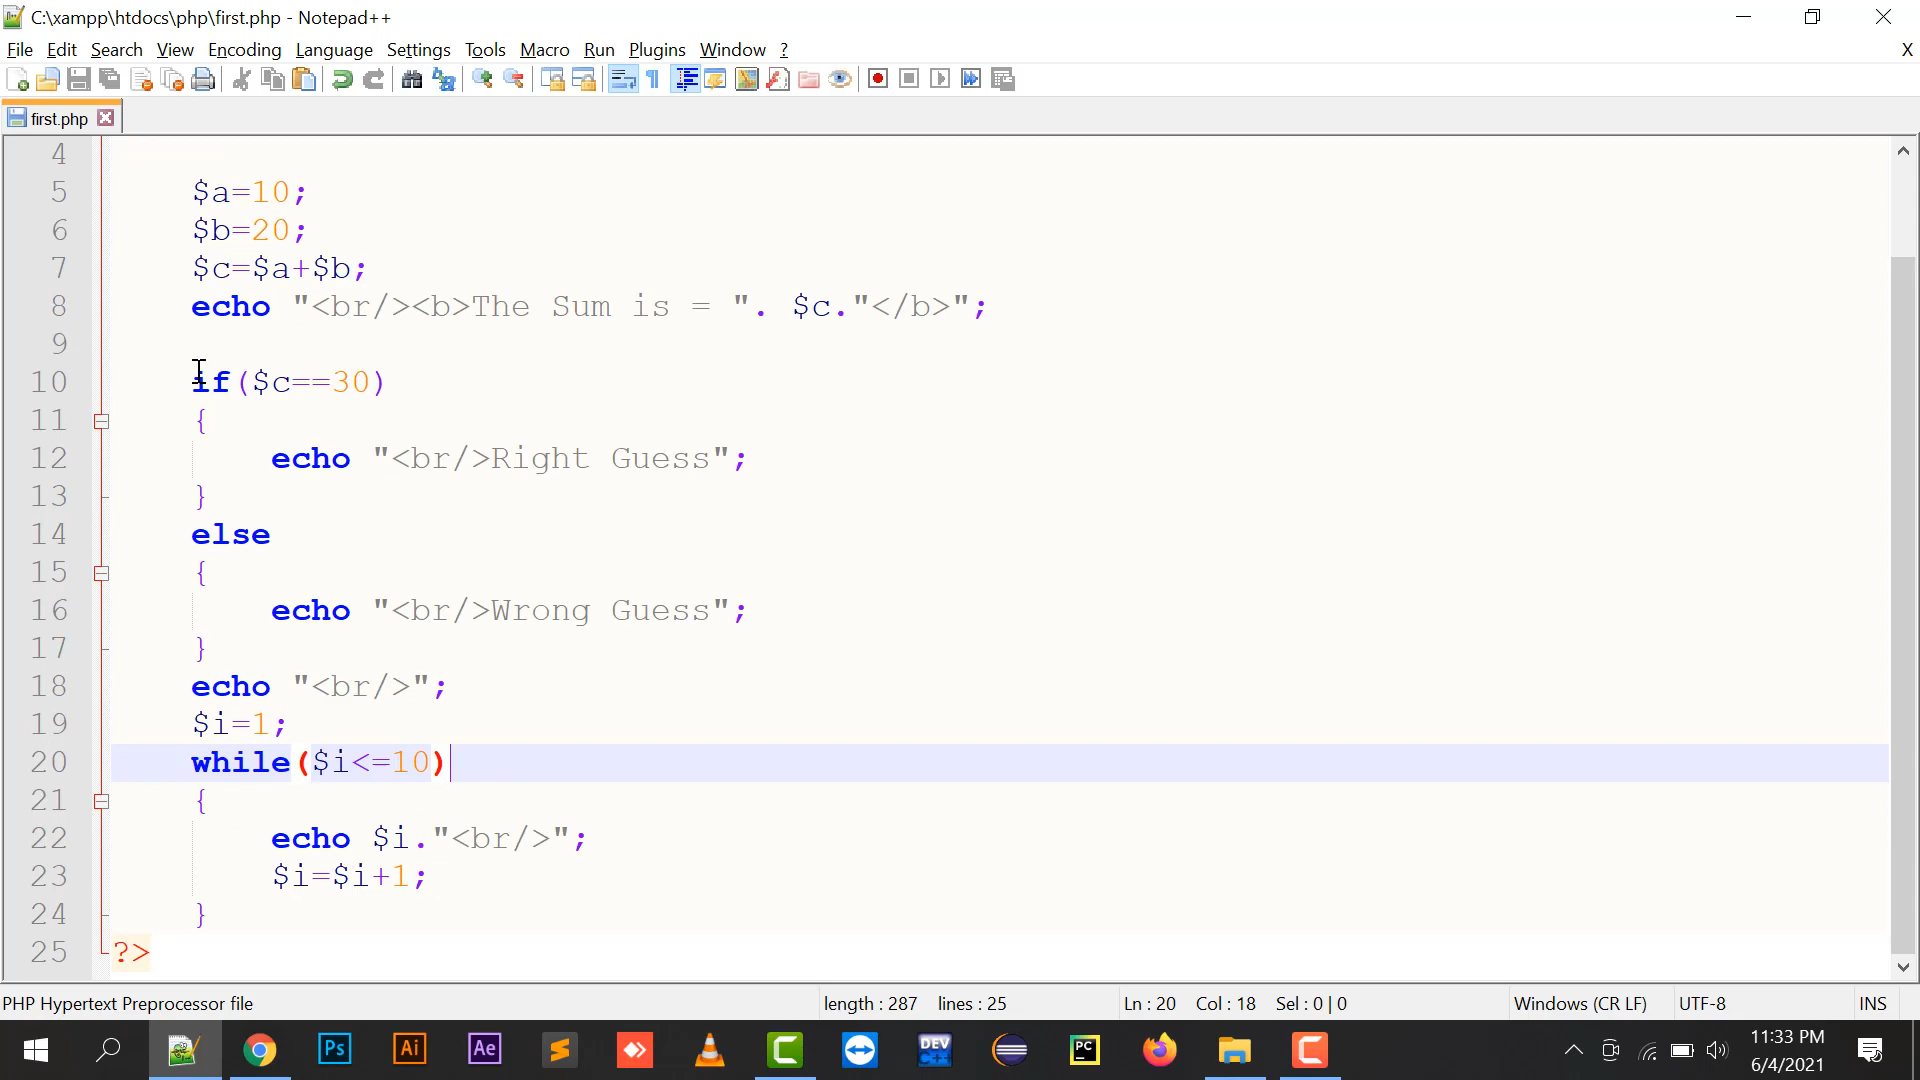 C:\xampp\htdocs\php\first.php - Notepad++
File Edit Search View Encoding Language Settings Tools Macro Run Plugins Window ?
X
first.php
4
5 $a=10;
6 $b=20;
7 $c=$a+$b;
8 echo "<br/><b>The Sum is = ". $c."</b>";
9
10 if($c==30)
11 {
12 echo "<br/>Right Guess";
13 }
14 else
15 {
16 echo "<br/>Wrong Guess";
17 }
18 echo "<br/>";
19 $i=1;
20 while($i<=10)
21 {
22 echo $i."<br/>";
23 $i=$i+1;
24 }
25 ?>
PHP Hypertext Preprocessor file length : 287 lines : 25 Ln : 20 Col : 18 Sel : 0 | 0 Windows (CR LF) UTF-8 INS
Ps Ai Ae DEV C++ PC
11:33 PM
6/4/2021